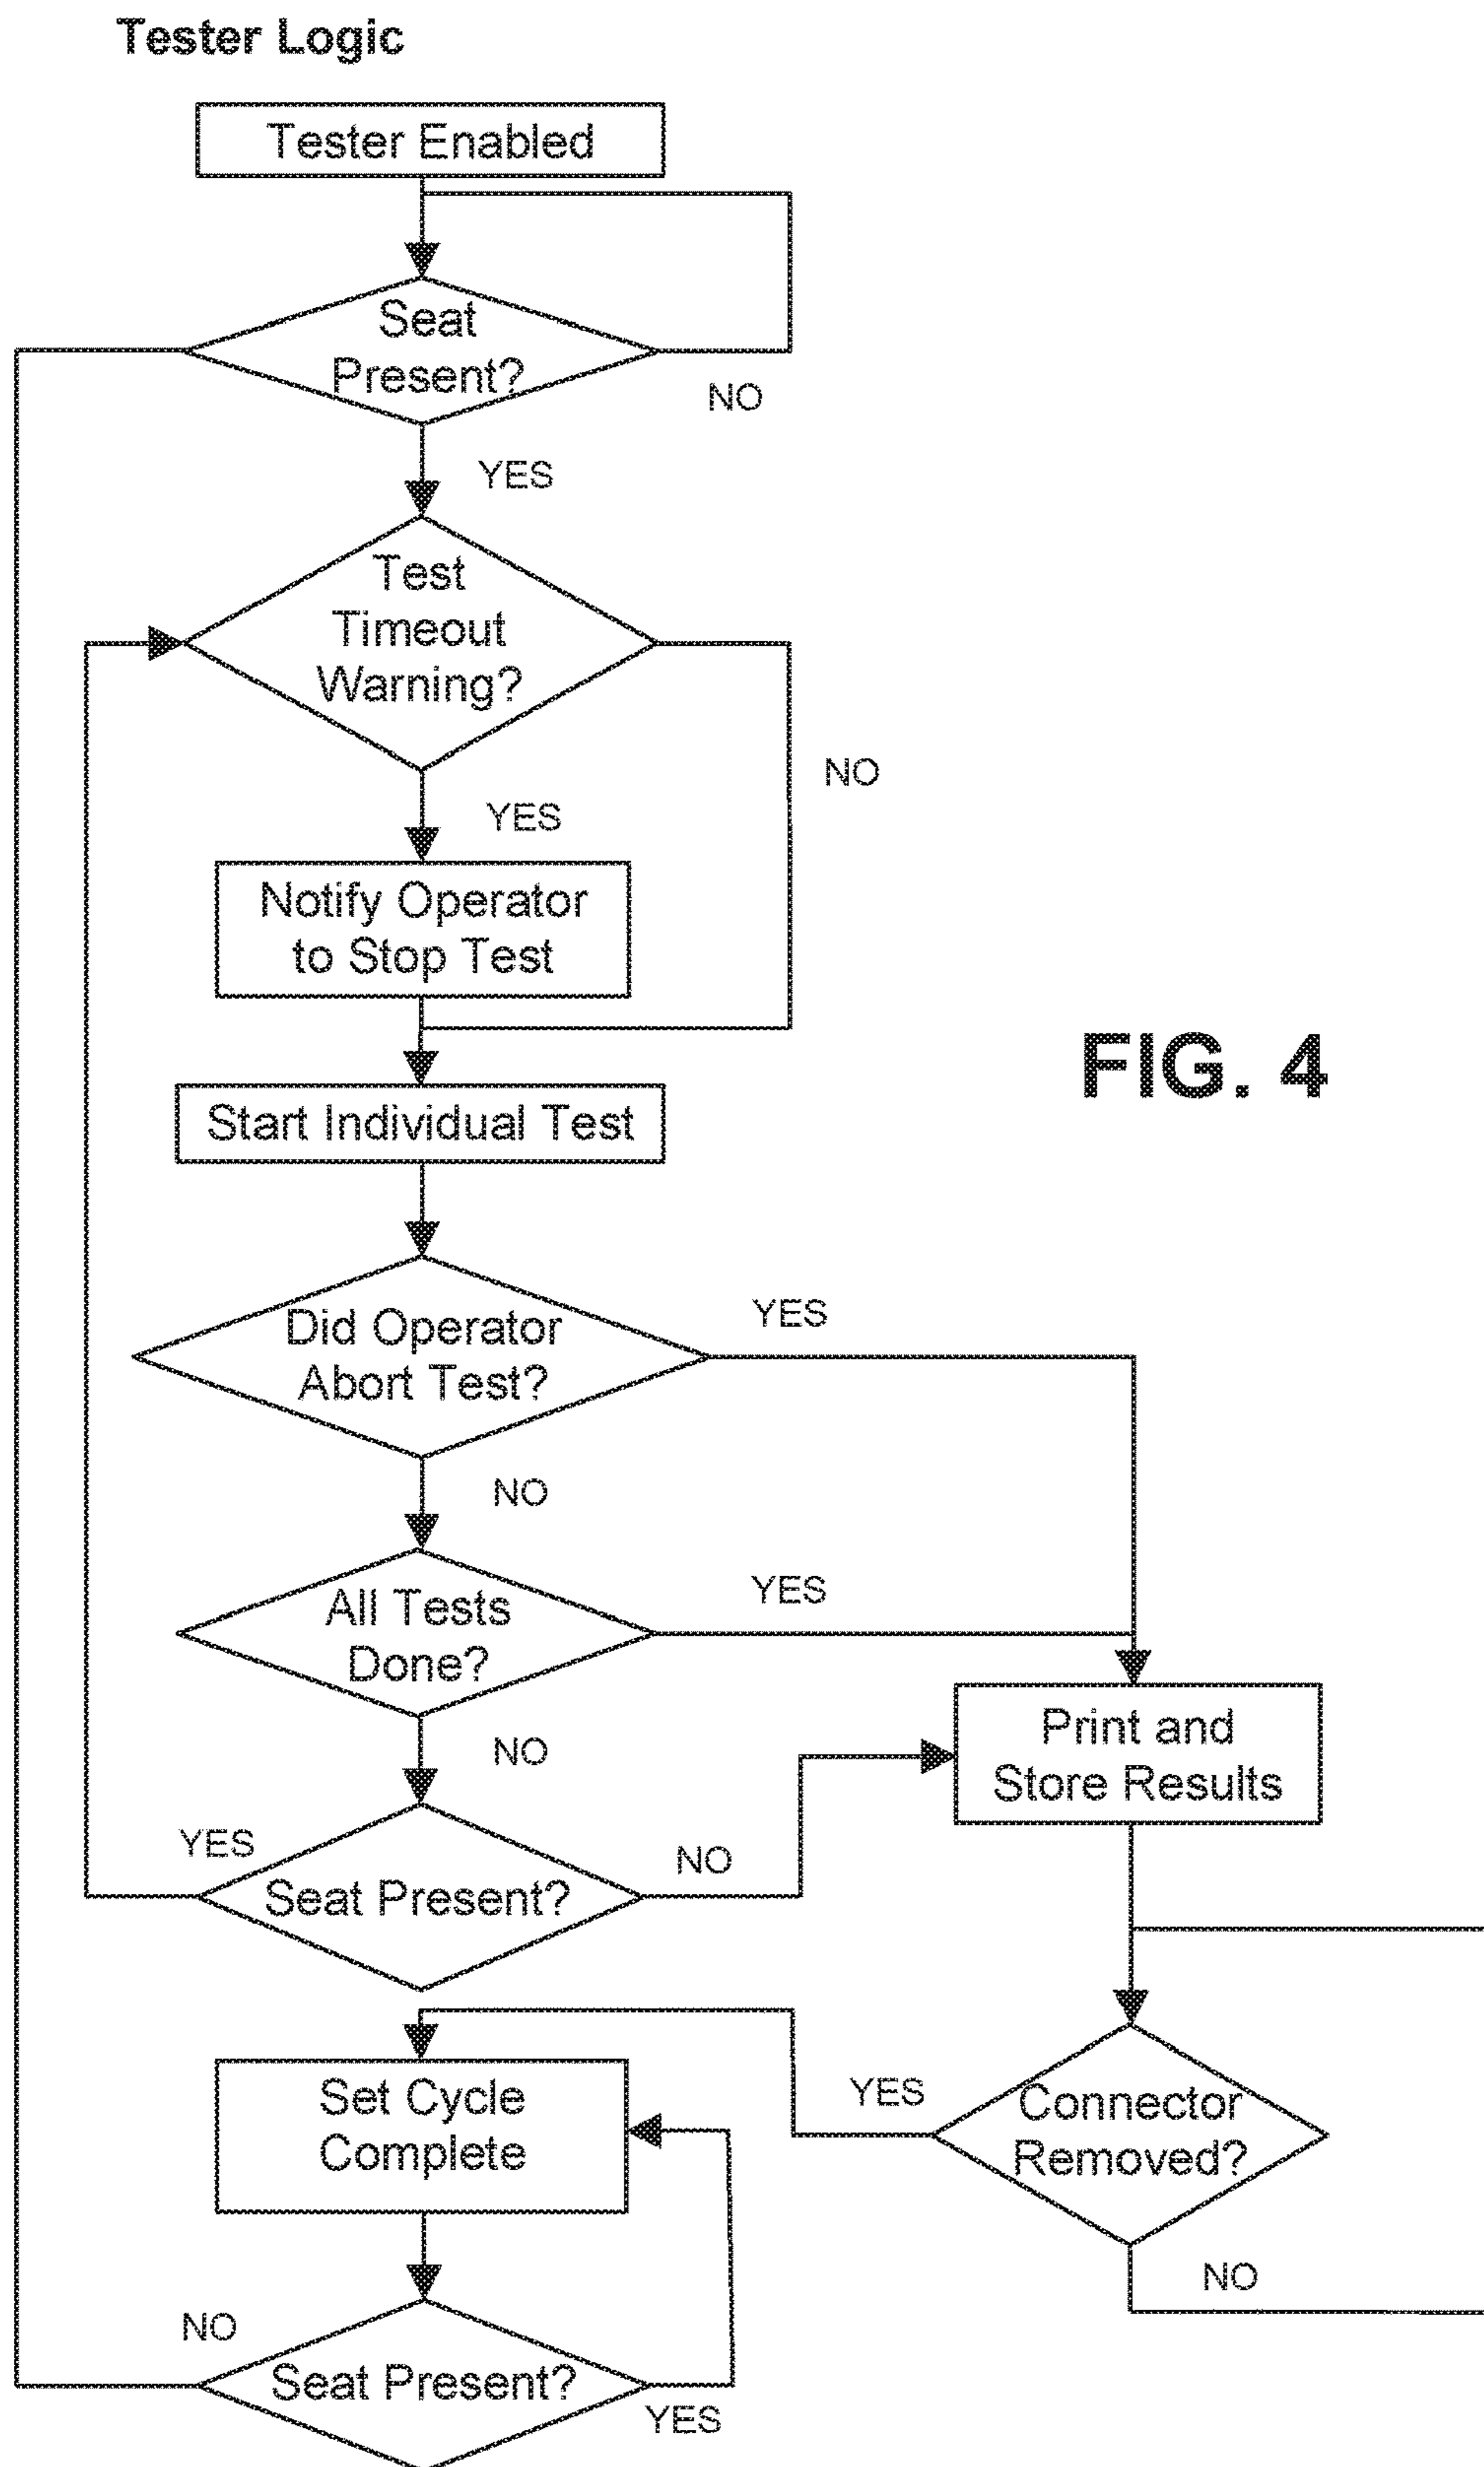 Tester Logic
Tester Enabled
Seat
Present?
NO
YES
Test
Timeout
Warning?
NO
YES
Notify Operator
to Stop Test
FIG. 4
Start Individual Test
Did Operator
Abort Test?
YES
NO
All Tests
Done?
YES
NO
Print and
Store Results
YES
Seat Present?
NO
Set Cycle
Complete
YES
Connector
Removed?
NO
NO
Seat Present?
YES